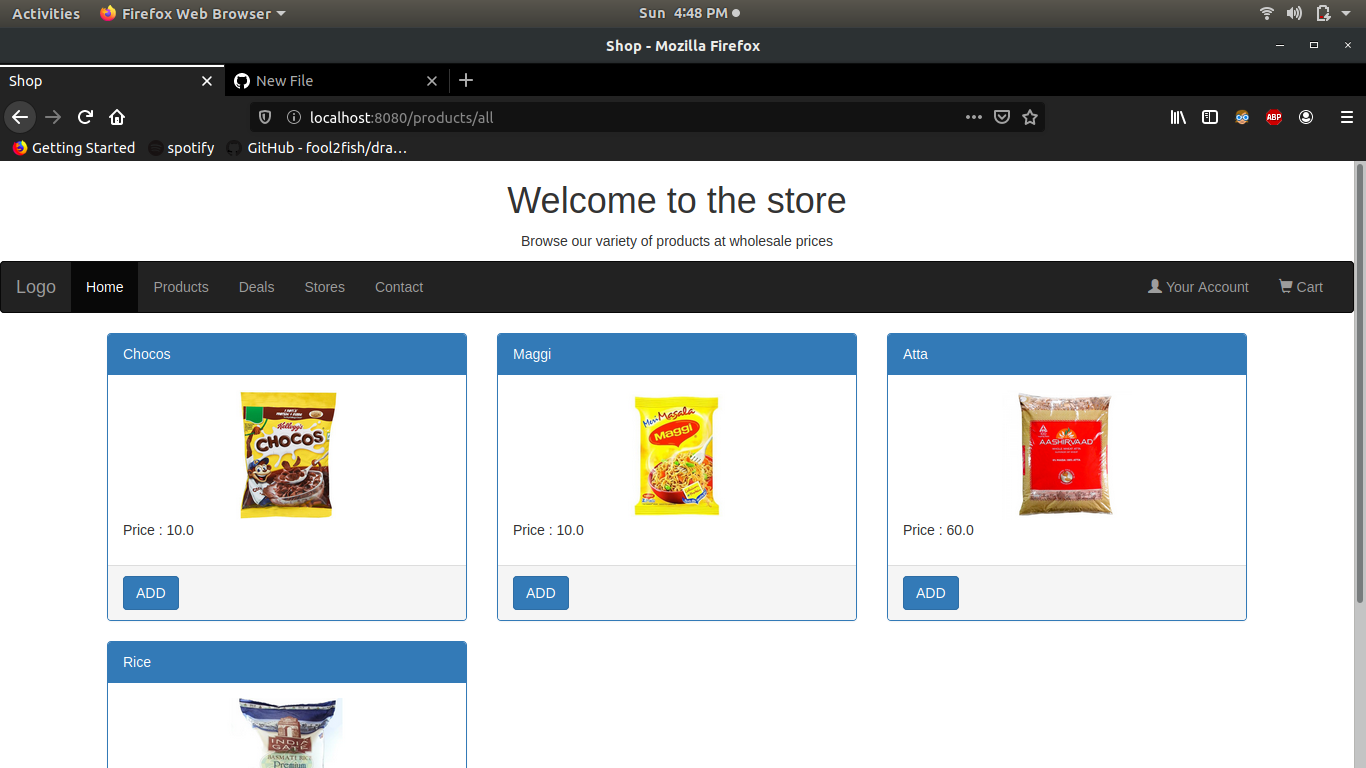 Activities Firefox Web Browser Sun 4:48 PM
Shop - Mozilla Firefox
Shop New File
localhost:8080/products/all ABP
Getting Started spotify GitHub - fool2fish/dra…
Welcome to the store
Browse our variety of products at wholesale prices
Logo Home Products Deals Stores Contact Your Account Cart
Chocos Maggi Atta
Kellogg's
CHOCOS
Masala
Maggi
AASHIRVAAD
Price : 10.0 Price : 10.0 Price : 60.0
ADD ADD ADD
Rice
INDIA
GATE
BASMATI RICE
Premium